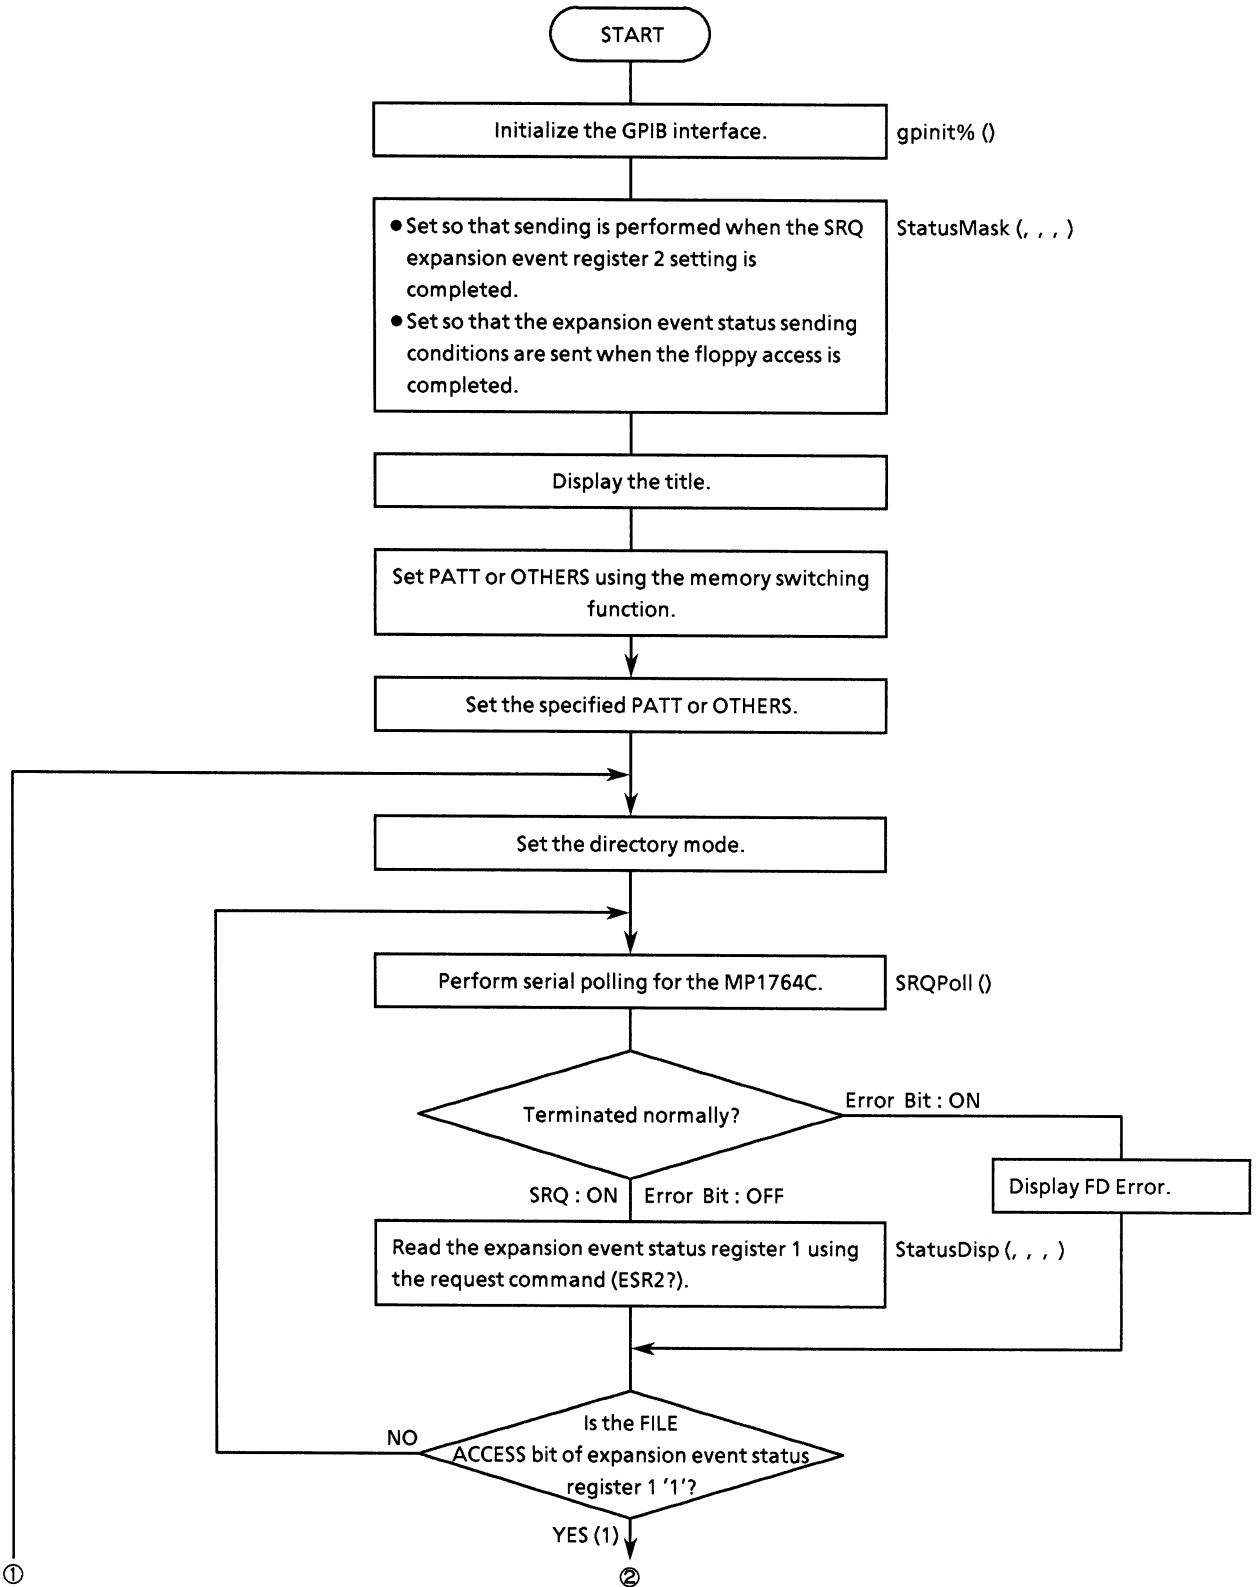 START
Initialize the GPIB interface.
gpinit% ()
● Set so that sending is performed when the SRQ
expansion event register 2 setting is
completed.
● Set so that the expansion event status sending
conditions are sent when the floppy access is
completed.
StatusMask (, , , )
Display the title.
Set PATT or OTHERS using the memory switching
function.
Set the specified PATT or OTHERS.
Set the directory mode.
Perform serial polling for the MP1764C.
SRQPoll ()
Terminated normally?
Error Bit : ON
SRQ : ON
Error Bit : OFF
Display FD Error.
Read the expansion event status register 1 using
the request command (ESR2?).
StatusDisp (, , , )
Is the FILE
ACCESS bit of expansion event status
register 1 '1'?
NO
YES (1)
①
②